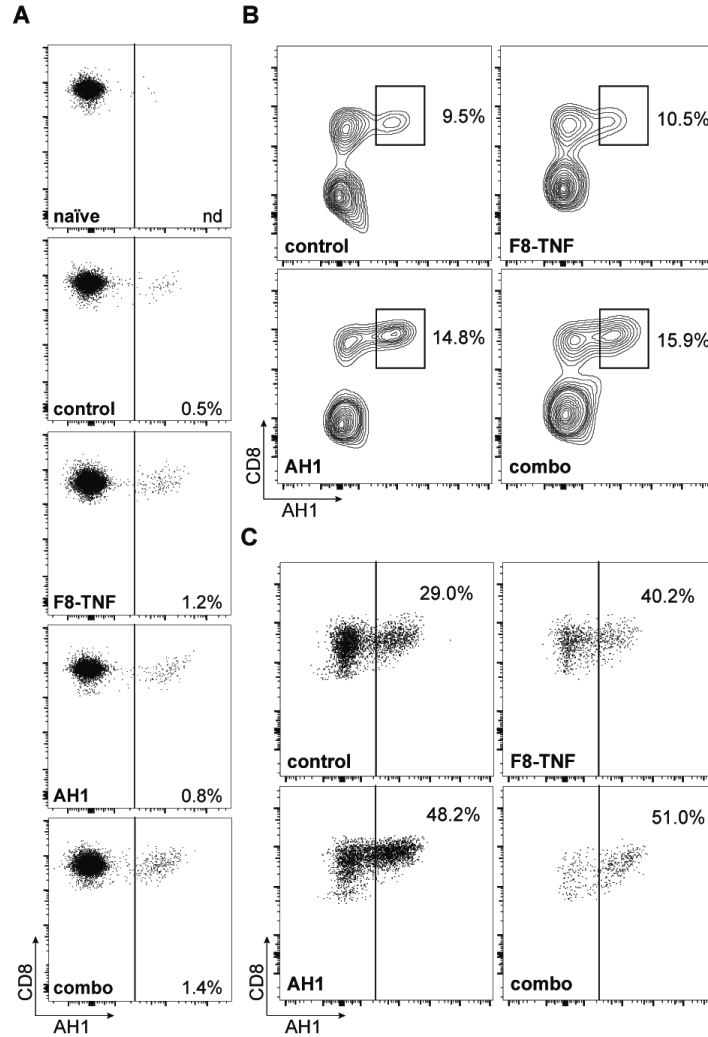 A
naïve
nd
control
0.5%
F8-TNF
1.2%
AH1
0.8%
combo
1.4%
CD8
AH1
B
9.5%
control
10.5%
F8-TNF
14.8%
AH1
15.9%
combo
CD8
AH1
C
29.0%
control
40.2%
F8-TNF
48.2%
AH1
51.0%
combo
CD8
AH1